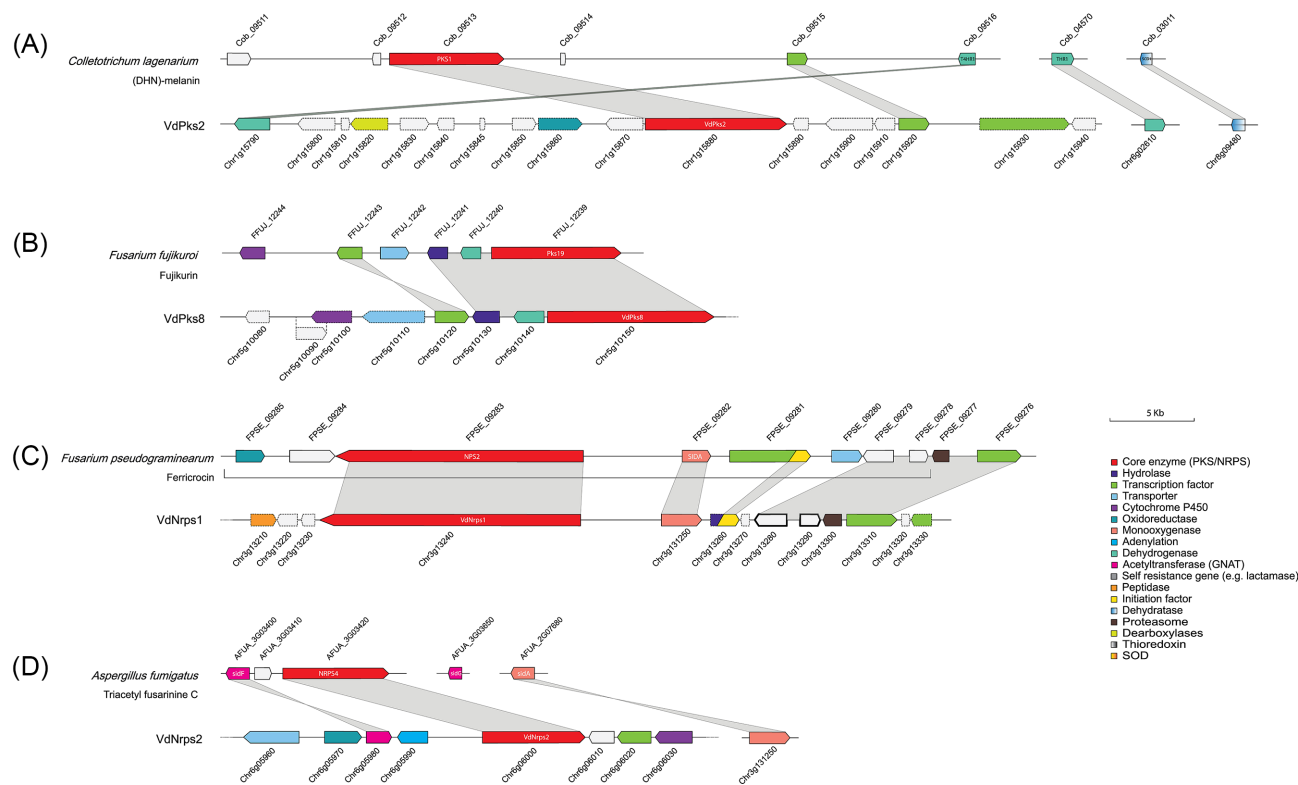 (A)
Cob_09511
Cob_09512
Cob_09513
Cob_09514
Cob_09515
Cob_09516
Cob_04570
Cob_03011
Colletotrichum lagenarium
(DHN)-melanin
PKS1
T4HR1
THR1
SCD1
VdPks2
VdPks2
Chr1g15790
Chr1g15800
Chr1g15810
Chr1g15820
Chr1g15830
Chr1g15840
Chr1g15845
Chr1g15850
Chr1g15860
Chr1g15870
Chr1g15880
Chr1g15890
Chr1g15900
Chr1g15910
Chr1g15920
Chr1g15930
Chr1g15940
Chr6g02810
Chr8g09480
(B)
FFUJ_12244
FFUJ_12243
FFUJ_12242
FFUJ_12241
FFUJ_12240
FFUJ_12239
Fusarium fujikuroi
Fujikurin
Pks19
VdPks8
VdPks8
Chr5g10080
Chr5g10090
Chr5g10100
Chr5g10110
Chr5g10120
Chr5g10130
Chr5g10140
Chr5g10150
(C)
FPSE_09285
FPSE_09284
FPSE_09283
FPSE_09282
FPSE_09281
FPSE_09280
FPSE_09279
FPSE_09278
FPSE_09277
FPSE_09276
Fusarium pseudograminearum
Ferricrocin
NPS2
SIDA
VdNrps1
VdNrps1
Chr3g13210
Chr3g13220
Chr3g13230
Chr3g13240
Chr3g131250
Chr3g13260
Chr3g13270
Chr3g13280
Chr3g13290
Chr3g13300
Chr3g13310
Chr3g13320
Chr3g13330
5 Kb
Core enzyme (PKS/NRPS)
Hydrolase
Transcription factor
Transporter
Cytochrome P450
Oxidoreductase
Monooxygenase
Adenylation
Dehydrogenase
Acetyltransferase (GNAT)
Self resistance gene (e.g. lactamase)
Peptidase
Initiation factor
Dehydratase
Proteasome
Dearboxylases
Thioredoxin
SOD
(D)
AFUA_3G03400
AFUA_3G03410
AFUA_3G03420
AFUA_3G03650
AFUA_2G07680
Aspergillus fumigatus
Triacetyl fusarinine C
sidF
NRPS4
sidG
sidA
VdNrps2
VdNrps2
Chr6g05960
Chr6g05970
Chr6g05980
Chr6g05990
Chr6g06000
Chr6g06010
Chr6g06020
Chr6g06030
Chr3g131250